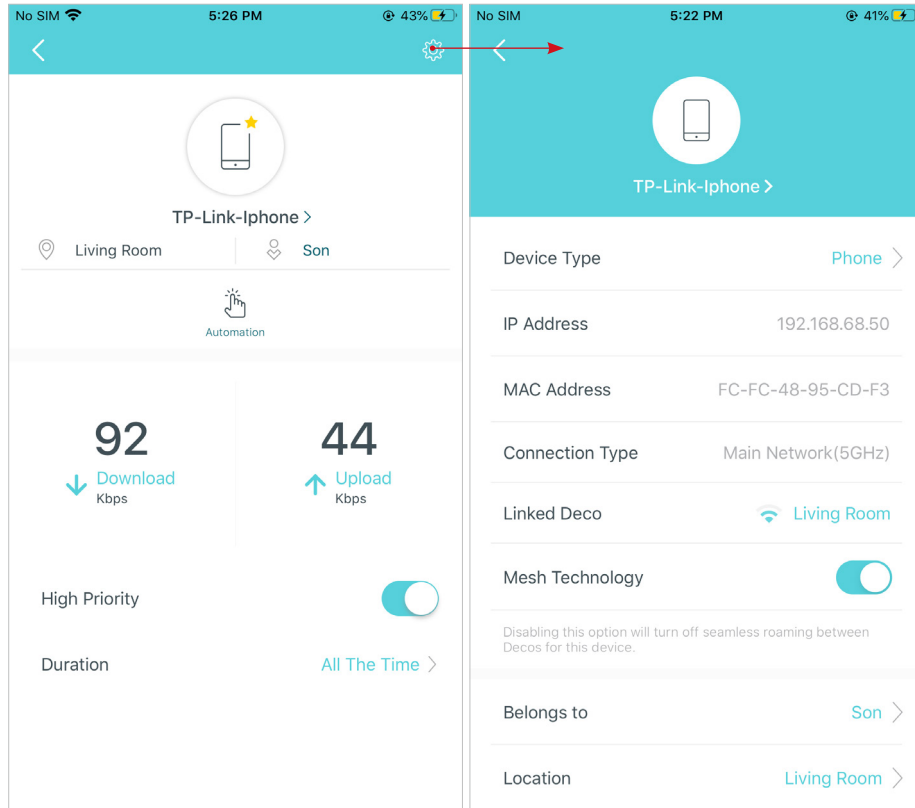 No SIM 5:26 PM 43%
TP-Link-Iphone >
Living Room Son
Automation
92 44
Download Upload
Kbps Kbps
High Priority
Duration All The Time >
No SIM 5:22 PM 41%
TP-Link-Iphone >
Device Type Phone >
IP Address 192.168.68.50
MAC Address FC-FC-48-95-CD-F3
Connection Type Main Network(5GHz)
Linked Deco Living Room
Mesh Technology
Disabling this option will turn off seamless roaming between
Decos for this device.
Belongs to Son >
Location Living Room >